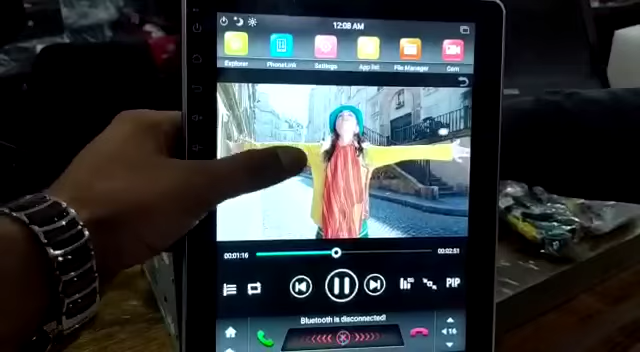 12:08 AM
Explorer PhoneLink Settings App list File Manager Com
00:01:16 00:02:51
PIP
Bluetooth is disconnected!
16